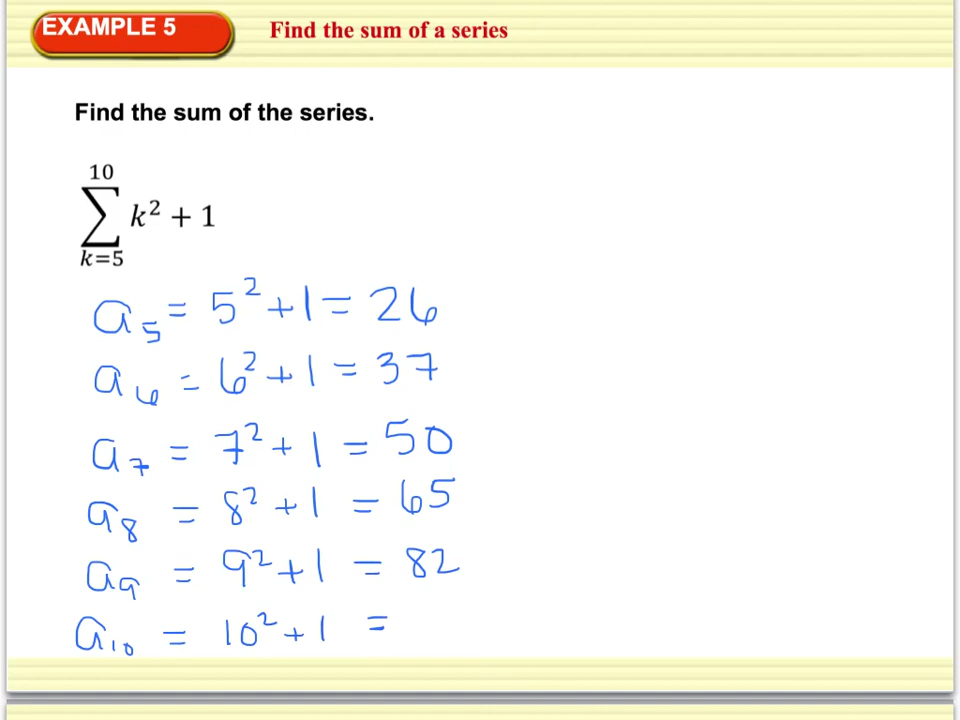 EXAMPLE 5 Find the sum of a series
Find the sum of the series.
10
∑ k² + 1
k=5
a₅ = 5² + 1 = 26
a₆ = 6² + 1 = 37
a₇ = 7² + 1 = 50
a₈ = 8² + 1 = 65
a₉ = 9² + 1 = 82
a₁₀ = 10² + 1 =